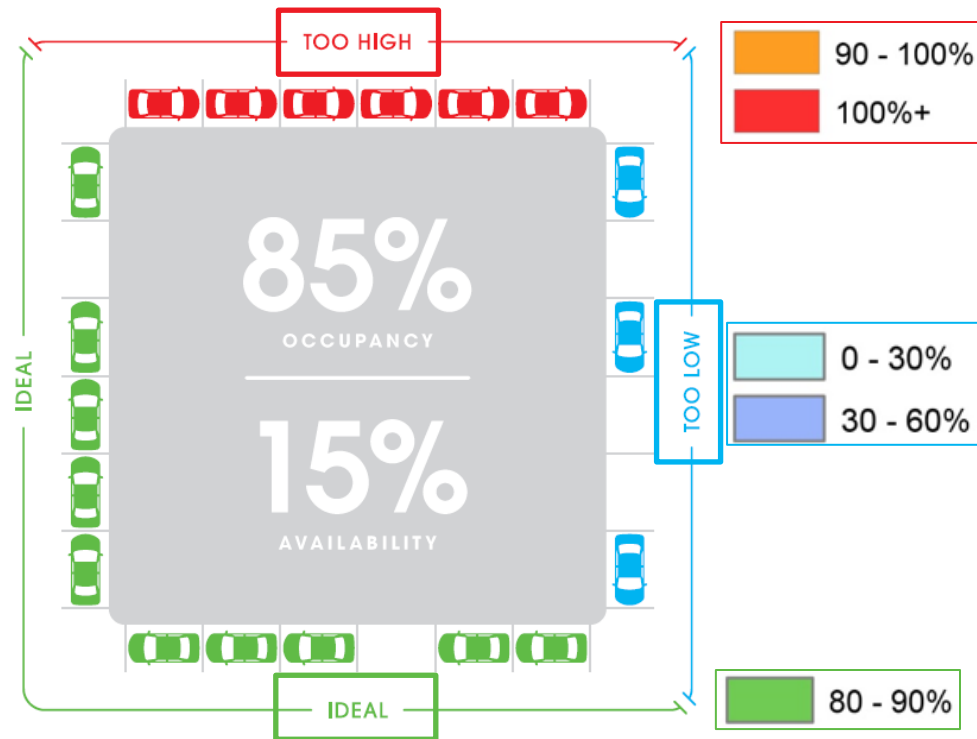 TOO HIGH
90 - 100%
100%+
85%
OCCUPANCY
15%
AVAILABILITY
IDEAL
TOO LOW
0 - 30%
30 - 60%
IDEAL
80 - 90%